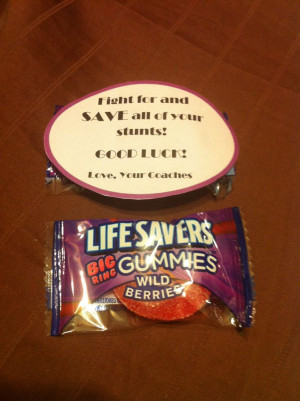 Fight for and
SAVE all of your
stunts!
GOOD LUCK!
Love, Your Coaches
LIFE SAVERS
BIG RING GUMMIES
WILD
BERRIES